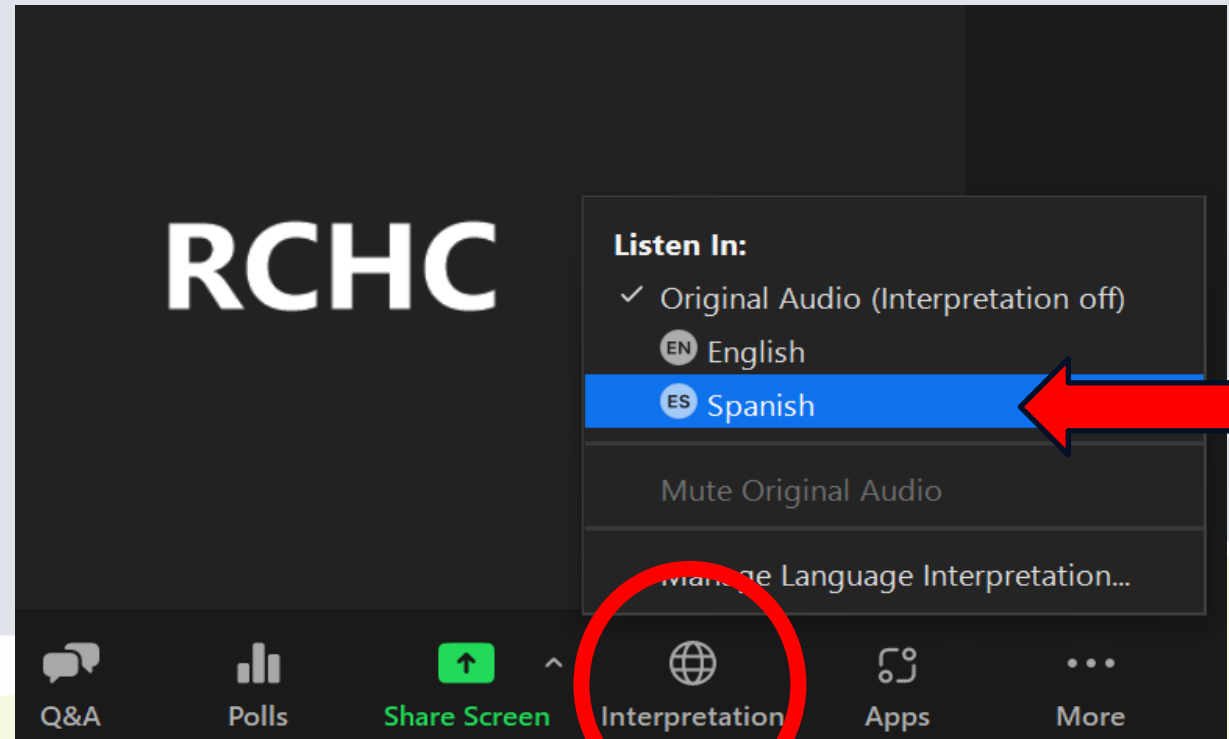 RCHC
Listen In:
Original Audio (Interpretation off)
EN English
ES Spanish
Mute Original Audio
Manage Language Interpretation...
Q&A Polls Share Screen Interpretation Apps More